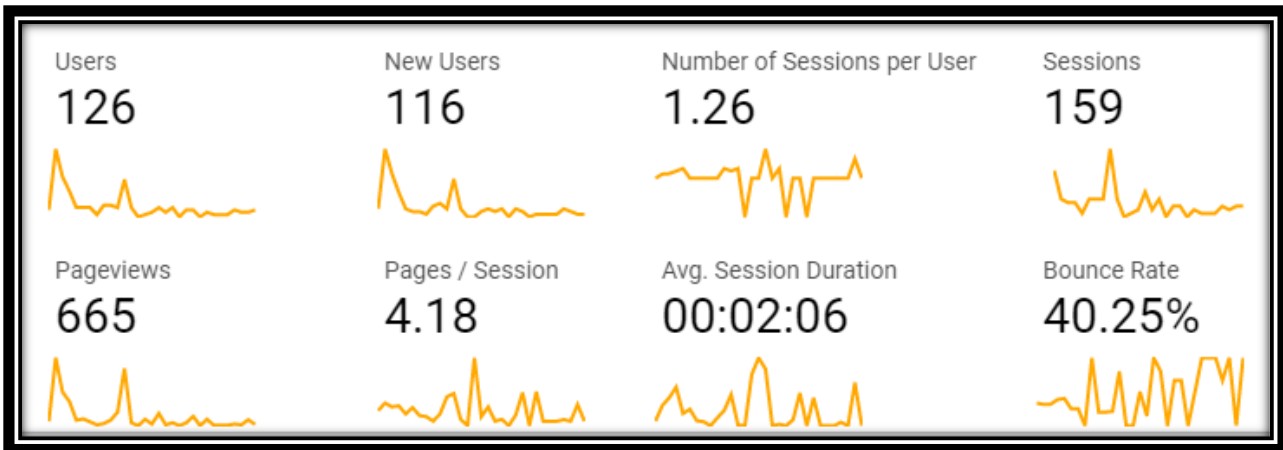 Users
New Users
Number of Sessions per User
Sessions
126
116
1.26
159
Pageviews
Pages / Session
Avg. Session Duration
Bounce Rate
665
4.18
00:02:06
40.25%